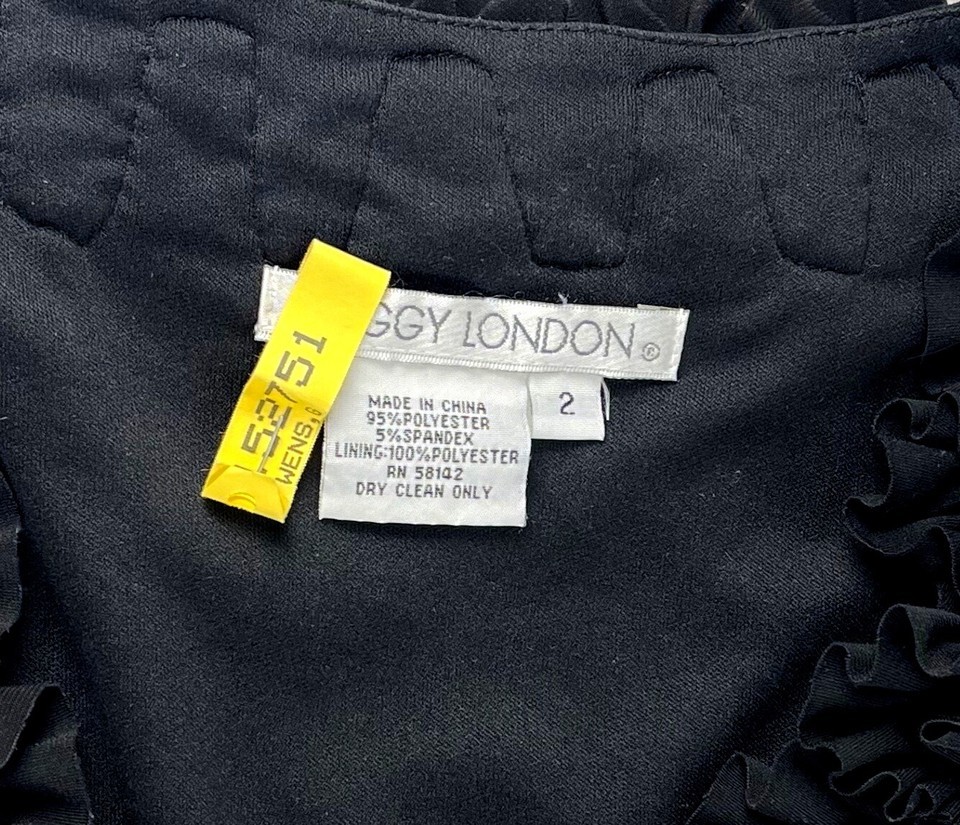 GGY LONDON®
2
MADE IN CHINA
95%POLYESTER
5%SPANDEX
LINING:100%POLYESTER
RN 58142
DRY CLEAN ONLY
152751
WENS,G